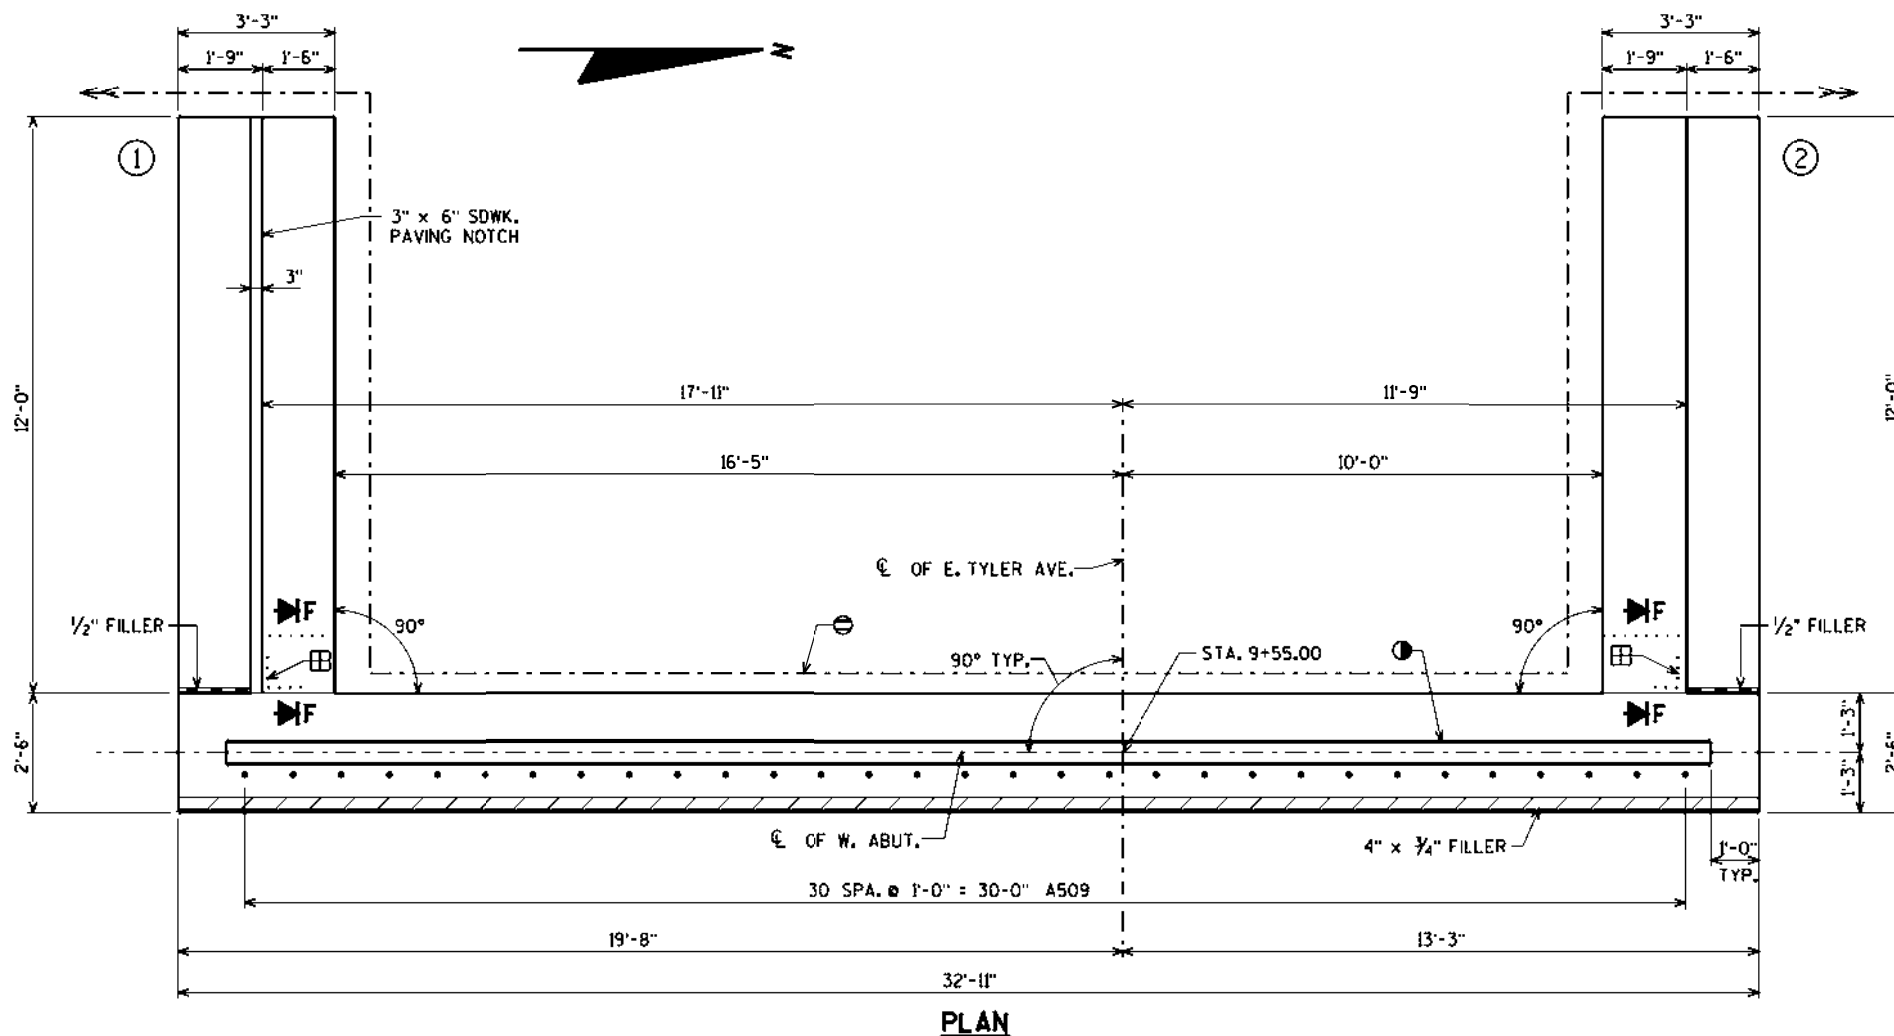 3'-3"
3'-3"
1'-9"
1'-6"
N
1'-9"
1'-6"
1
2
3" x 6" SDWK.
PAVING NOTCH
3"
12'-0"
12'-0"
17'-11"
11'-9"
16'-5"
10'-0"
℄ OF E. TYLER AVE.
F
F
1/2" FILLER
90°
90°
1/2" FILLER
90° TYP.
STA. 9+55.00
F
F
2'-6"
1'-3"
1'-3"
2'-6"
℄ OF W. ABUT.
4" x 3/4" FILLER
1'-0"
TYP.
30 SPA. @ 1'-0" = 30-0" A509
19'-8"
13'-3"
32'-11"
PLAN